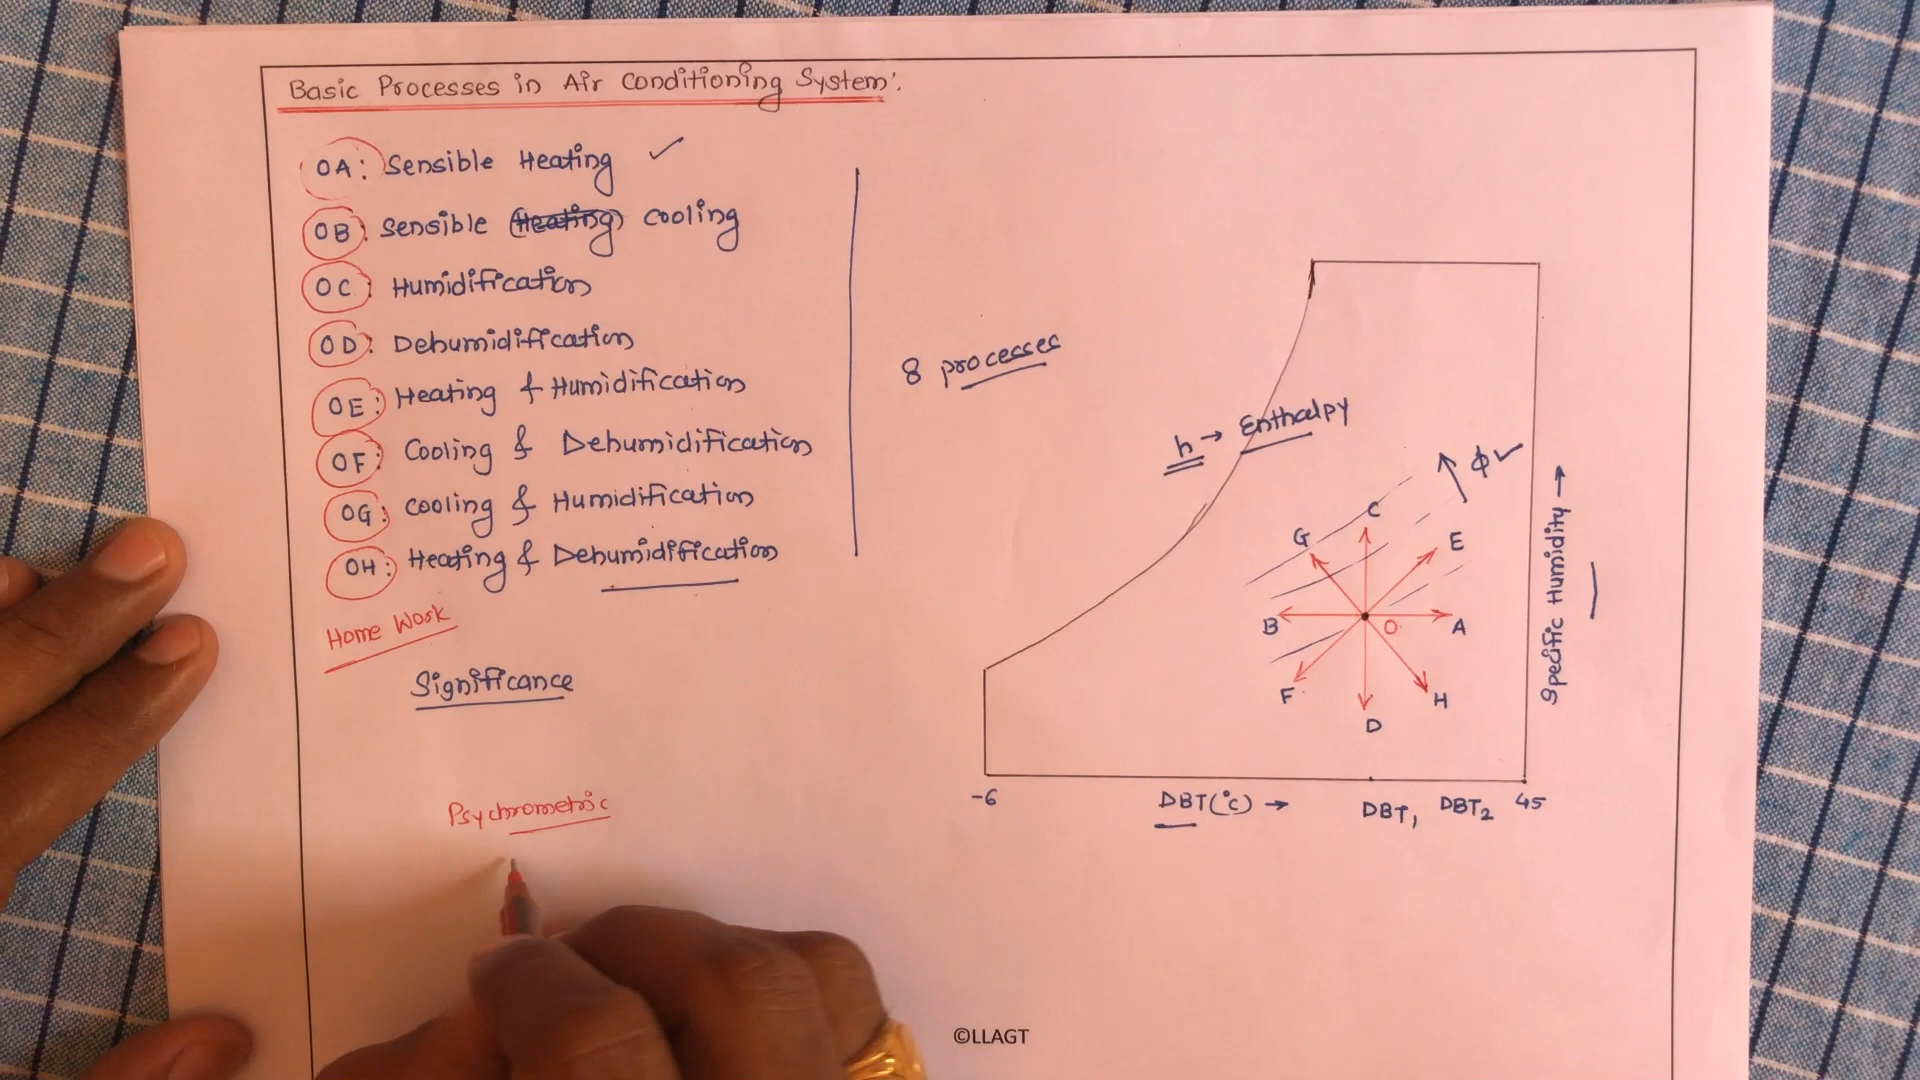 Basic Processes in Air Conditioning System:
OA: Sensible Heating ✓
OB: Sensible (Heating) cooling
OC: Humidification
OD: Dehumidification
OE: Heating & Humidification
OF: Cooling & Dehumidification
OG: Cooling & Humidification
OH: Heating & Dehumidification
Home Work
Significance
Psychrometric
8 processes
h → Enthalpy
ϕ ✓
G C E
B O A
F D H
Specific Humidity →
-6 DBT(°c) → DBT1 DBT2 45
©LLAGT